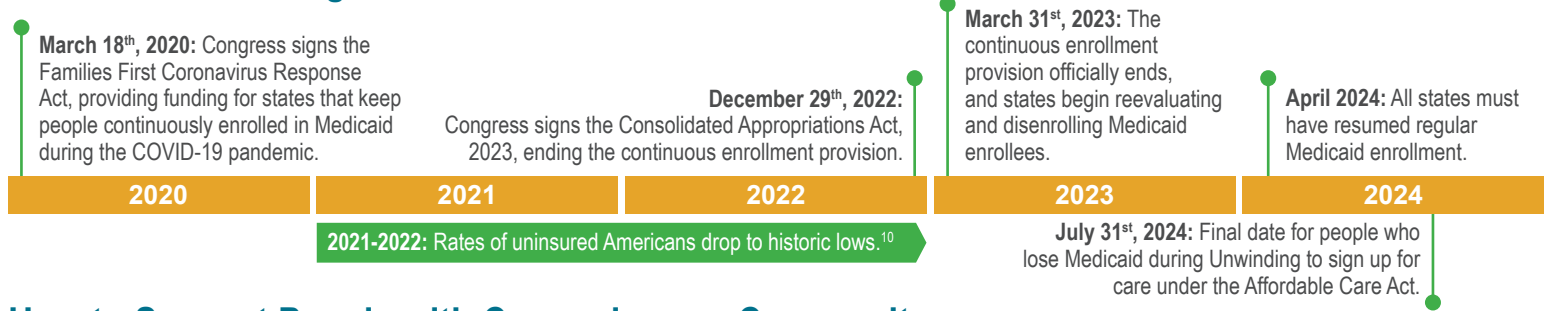 March 18th, 2020: Congress signs the
Families First Coronavirus Response
Act, providing funding for states that keep
people continuously enrolled in Medicaid
during the COVID-19 pandemic.
December 29th, 2022:
Congress signs the Consolidated Appropriations Act,
2023, ending the continuous enrollment provision.
March 31st, 2023: The
continuous enrollment
provision officially ends,
and states begin reevaluating
and disenrolling Medicaid
enrollees.
April 2024: All states must
have resumed regular
Medicaid enrollment.
2020 2021 2022 2023 2024
2021-2022: Rates of uninsured Americans drop to historic lows.10
July 31st, 2024: Final date for people who
lose Medicaid during Unwinding to sign up for
care under the Affordable Care Act.